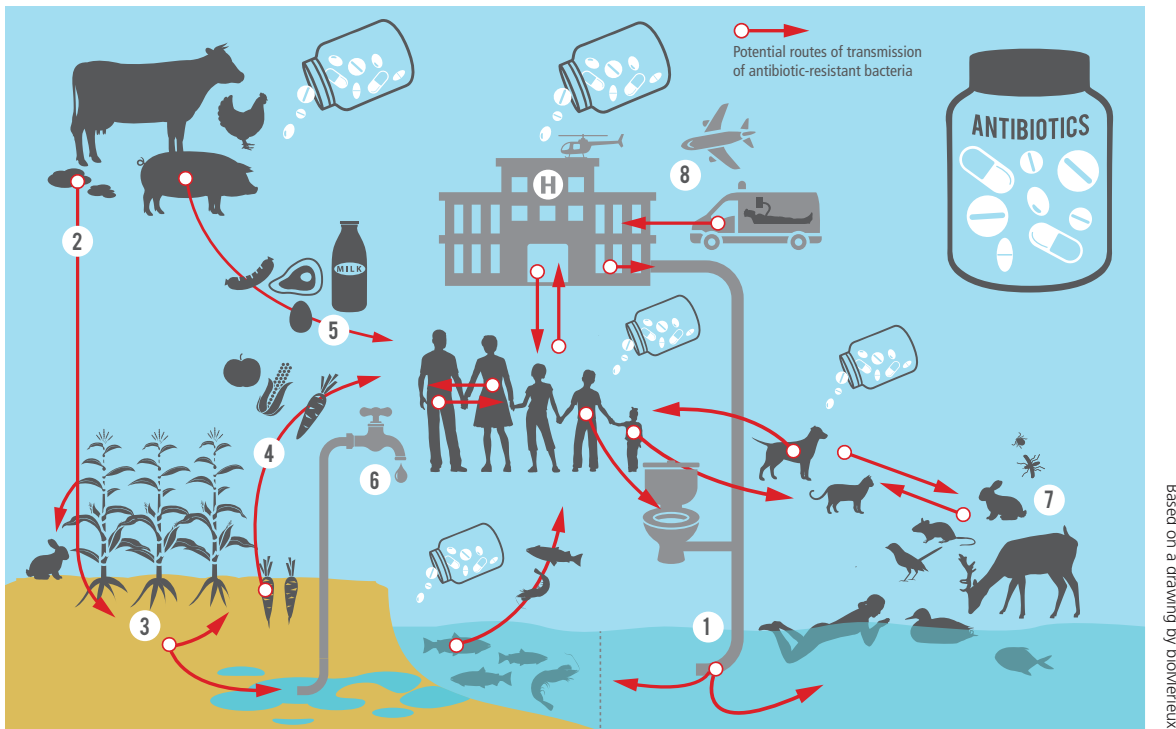 Potential routes of transmission
of antibiotic-resistant bacteria
ANTIBIOTICS
H
8
2
MILK
5
4
6
7
3
1
Based on a drawing by bioMérieux